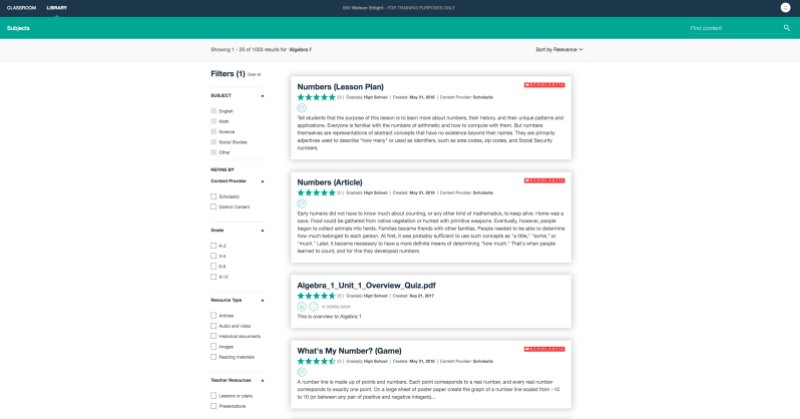 CLASSROOM LIBRARY IBM Watson Enlight - FOR TRAINING PURPOSES ONLY
Subjects Find content
Showing 1 - 25 of 1003 results for 'Algebra 1' Sort by Relevance
Filters (1) Clear all
SUBJECT
English
Math
Science
Social Studies
Other
REFINE BY
Content Provider
Scholastic
District Content
Grade
K-2
3-5
6-8
9-12
Resource Type
Articles
Audio and video
Historical documents
Images
Reading materials
Teacher Resources
Lessons or plans
Presentations
Numbers (Lesson Plan) SCHOLASTIC
Grade(s): High School | Created: May 31, 2016 | Content Provider: Scholastic
Tell students that the purpose of this lesson is to learn more about numbers, their history, and their unique patterns and
applications. Everyone is familiar with the numbers of arithmetic and how to compute with them. But numbers
themselves are representations of abstract concepts that have no existence beyond their names. They are primarily
adjectives used to describe "how many" or used as identifiers, such as area codes, zip codes, and Social Security
numbers.
Numbers (Article) SCHOLASTIC
Grade(s): High School | Created: May 31, 2016 | Content Provider: Scholastic
Early humans did not have to know much about counting, or any other kind of mathematics, to keep alive. Home was a
cave. Food could be gathered from native vegetation or hunted with primitive weapons. Eventually, however, people
began to collect animals into herds. Families became friends with other families. People needed to be able to determine
how much belonged to each person. At first, it was probably sufficient to use such concepts as "a little," "some," or
"much." Later, it became necessary to have a more definite means of determining "how much." That's when people
learned to count, and for this they developed numbers.
Algebra_1_Unit_1_Overview_Quiz.pdf
Grade(s): High School | Created: Sep 21, 2017
DOWNLOADS
This is overview to Algebra 1
What's My Number? (Game) SCHOLASTIC
Grade(s): High School | Created: May 31, 2016 | Content Provider: Scholastic
A number line is made up of points and numbers. Each point corresponds to a real number, and every real number
corresponds to exactly one point. On a large sheet of poster paper create the graph of a number line scaled from −10
to 10 (or between any pair of positive and negative integers)...